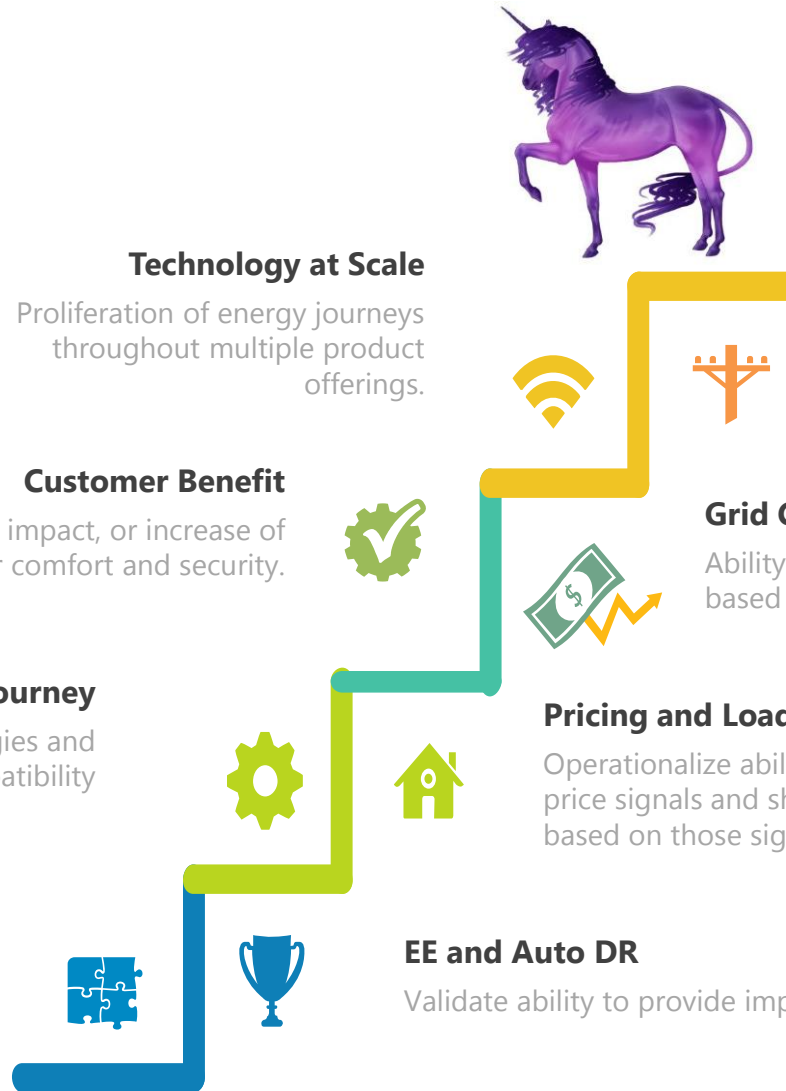 Technology at Scale
Proliferation of energy journeys
throughout multiple product
offerings.
Customer Benefit
impact, or increase of
comfort and security.
Grid
Ability
based
ourney
gies and
atibility
Pricing and Load
Operationalize abil
price signals and sh
based on those sig
EE and Auto DR
Validate ability to provide imp